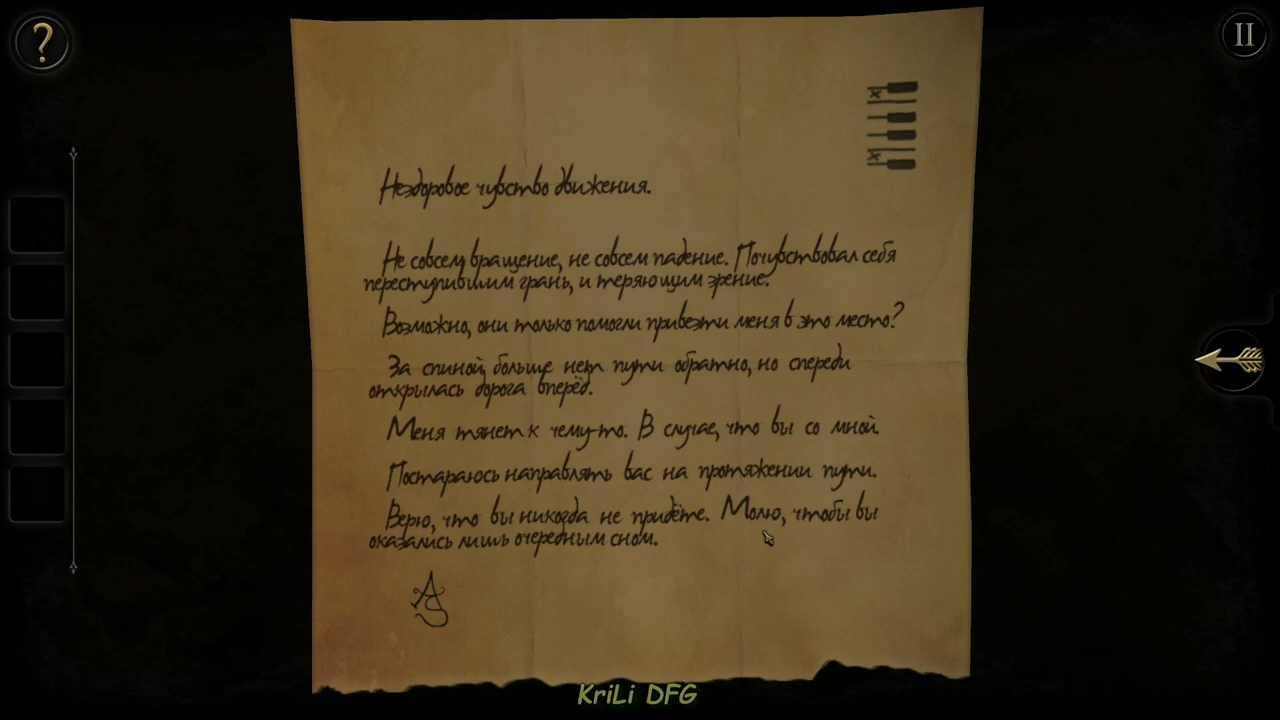 ?
II
Нездоровое чувство движения.
Не совсем вращение, не совсем падение. Почувствовал себя
переступившим грань, и теряющим зрение.
Возможно, они только помогли привезти меня в это место?
За спиной больше нет пути обратно, но спереди
открылась дорога вперёд.
Меня тянет к чему-то. В случае, что вы со мной.
Постараюсь направлять вас на протяжении пути.
Верю, что вы никогда не придёте. Молю, чтобы вы
оказались лишь очередным сном.
AS
KriLi DFG